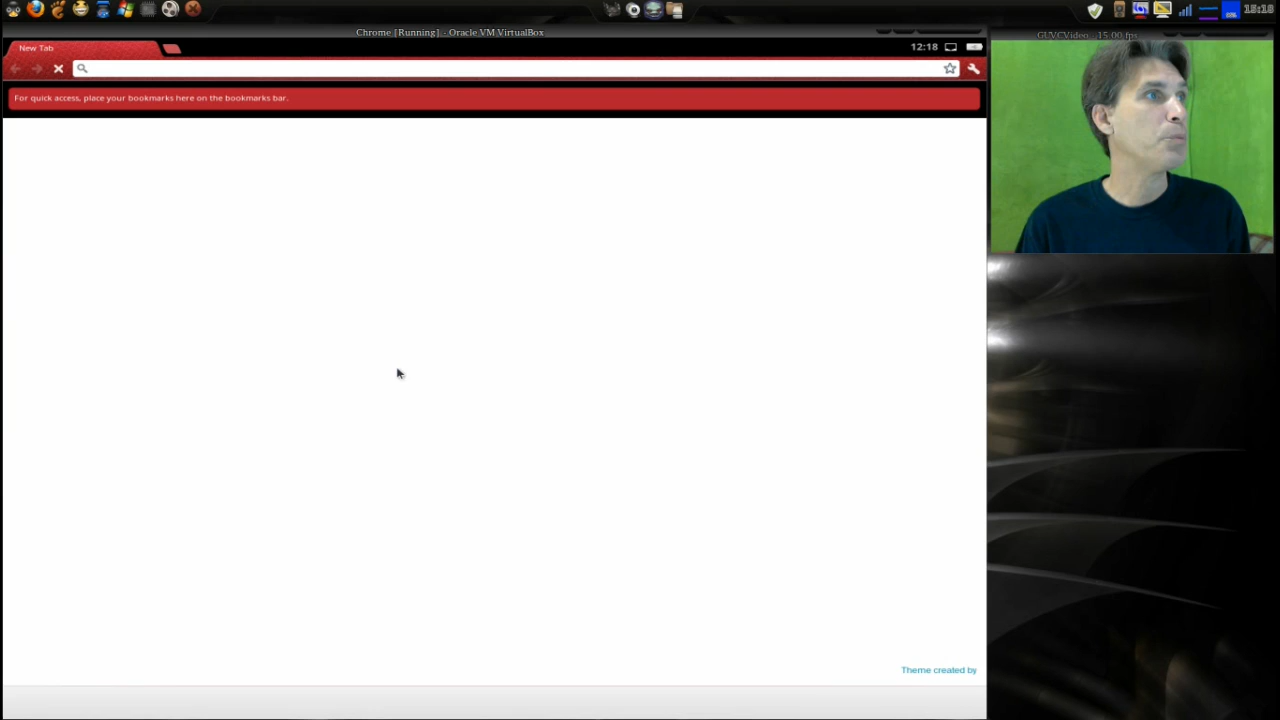 15:18
Chrome [Running] - Oracle VM VirtualBox
GUVCVideo 15.00 fps
New Tab
12:18
For quick access, place your bookmarks here on the bookmarks bar.
Theme created by